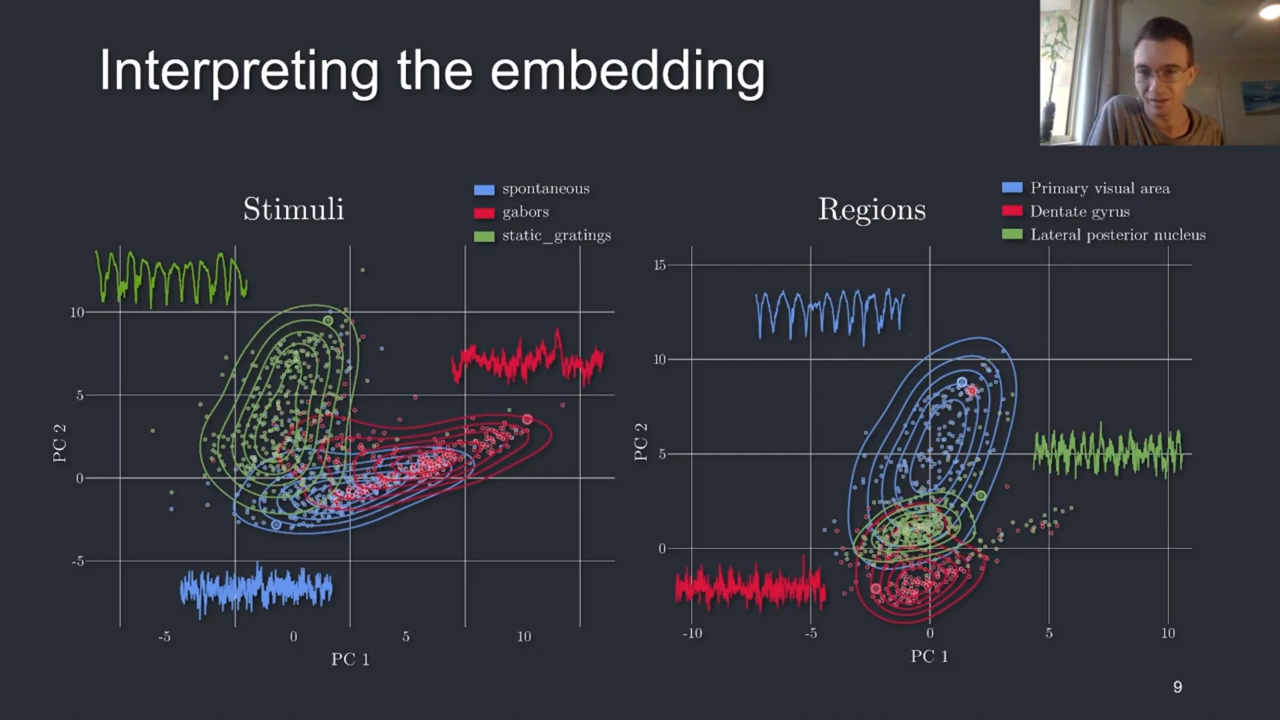 Interpreting the embedding
Stimuli
spontaneous
gabors
static_gratings
10
5
0
-5
PC 2
-5
0
5
10
PC 1
Regions
Primary visual area
Dentate gyrus
Lateral posterior nucleus
15
10
5
0
PC 2
-10
-5
0
5
10
PC 1
9